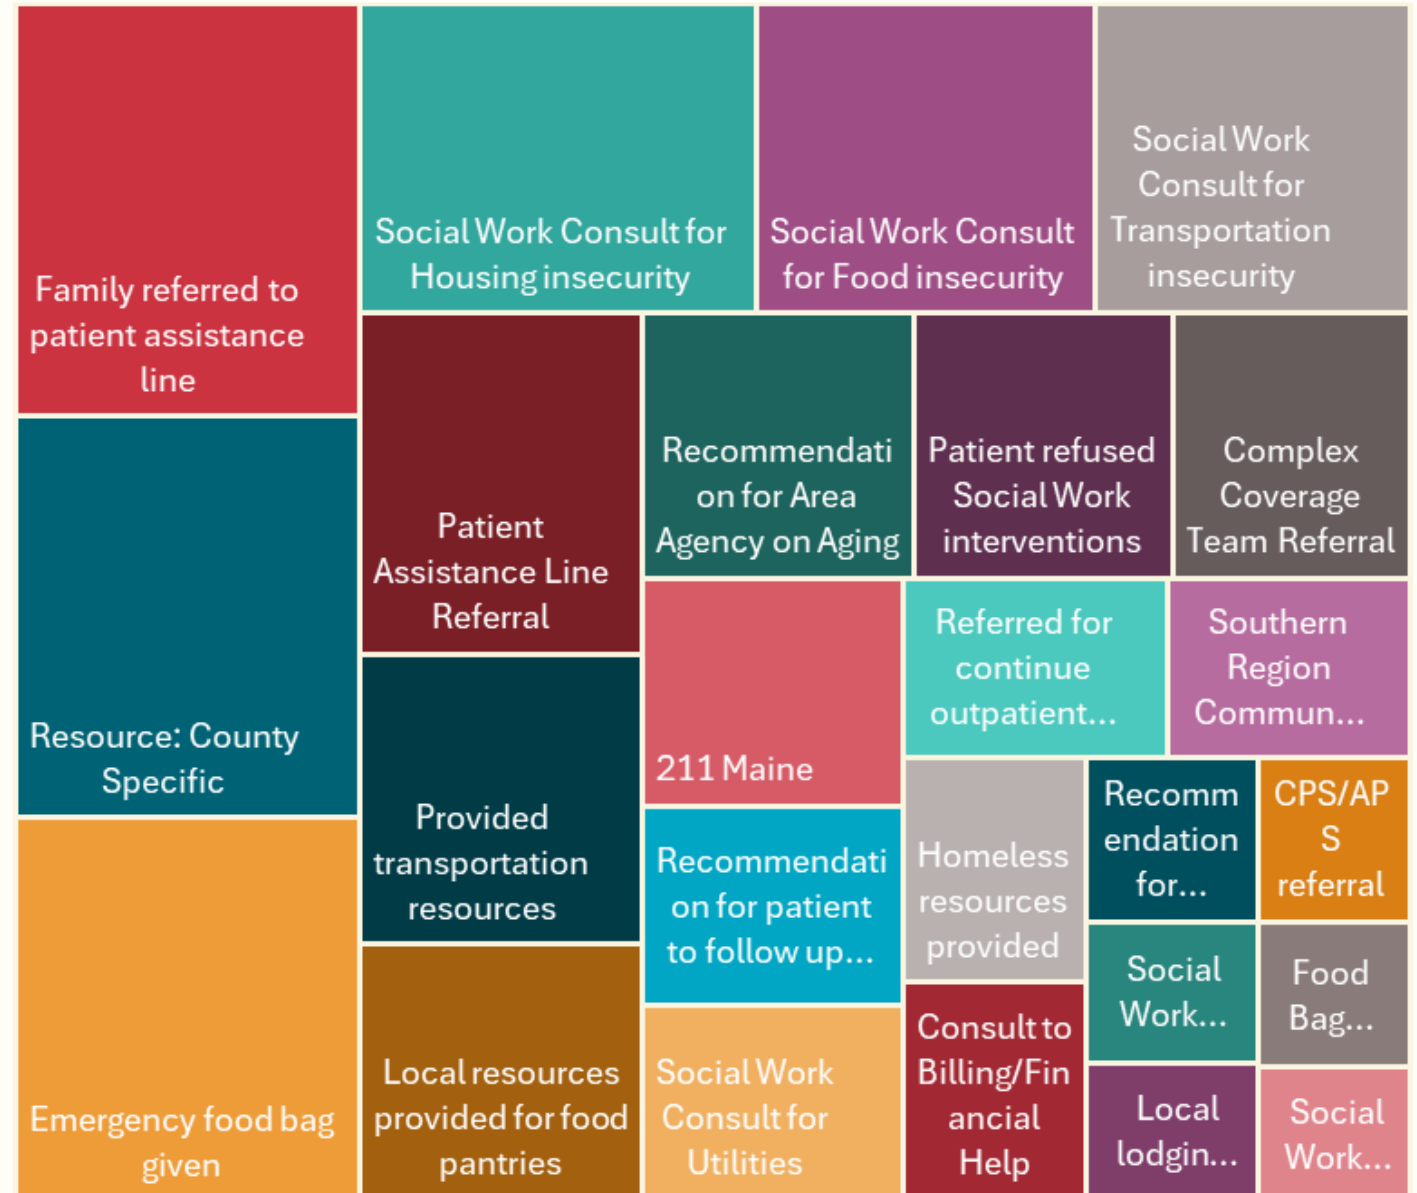 Family referred to
patient assistance
line
Resource: County
Specific
Emergency food bag
given
Social Work Consult for
Housing insecurity
Social Work Consult
for Food insecurity
Social Work
Consult for
Transportation
insecurity
Patient
Assistance Line
Referral
Provided
transportation
resources
Local resources
provided for food
pantries
Recommendati
on for Area
Agency on Aging
Patient refused
Social Work
interventions
Complex
Coverage
Team Referral
211 Maine
Recommendati
on for patient
to follow up...
Social Work
Consult for
Utilities
Referred for
continue
outpatient...
Southern
Region
Commun...
Homeless
resources
provided
Consult to
Billing/Fin
ancial
Help
Recomm
endation
for...
CPS/AP
S
referral
Social
Work...
Food
Bag...
Local
lodgin...
Social
Work...